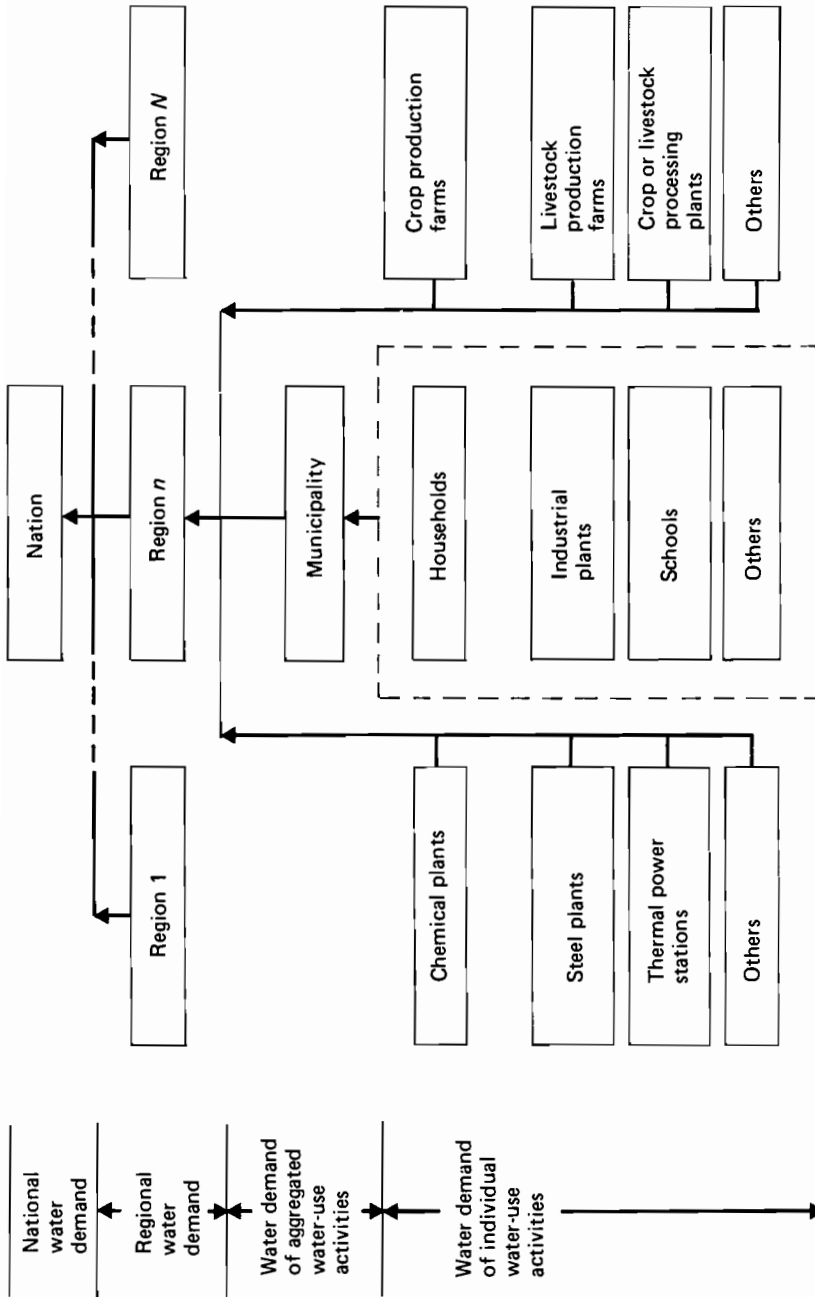 National
water
demand
Regional
water
demand
Water demand
of aggregated
water-use
activities
Water demand
of individual
water-use
activities
Nation
Region 1
Region n
Region N
Municipality
Chemical plants
Steel plants
Thermal power
stations
Others
Households
Industrial
plants
Schools
Others
Crop production
farms
Livestock
production
farms
Crop or livestock
processing
plants
Others